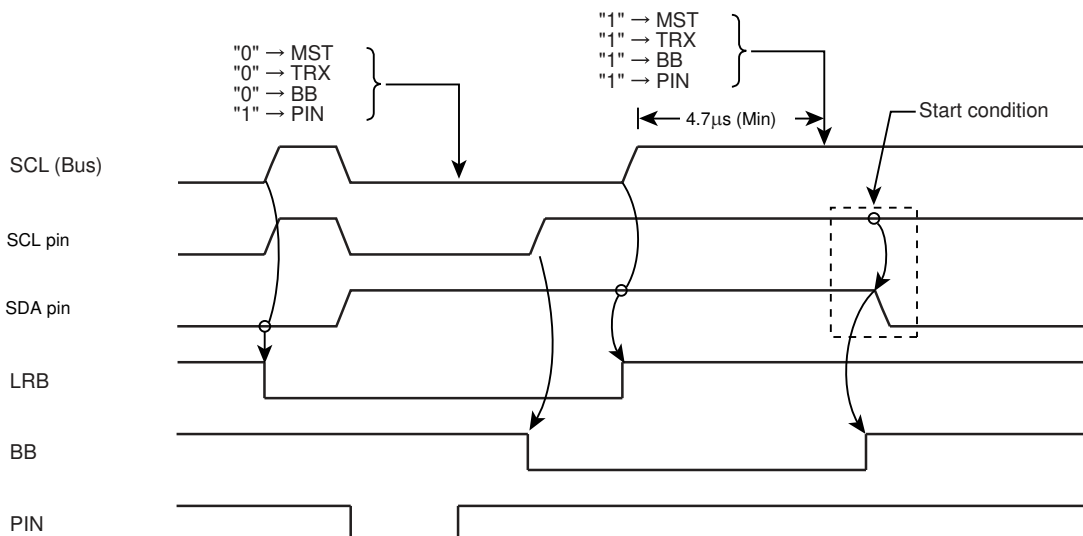 "0" → MST
"0" → TRX
"0" → BB
"1" → PIN
"1" → MST
"1" → TRX
"1" → BB
"1" → PIN
4.7μs (Min)
Start condition
SCL (Bus)
SCL pin
SDA pin
LRB
BB
PIN